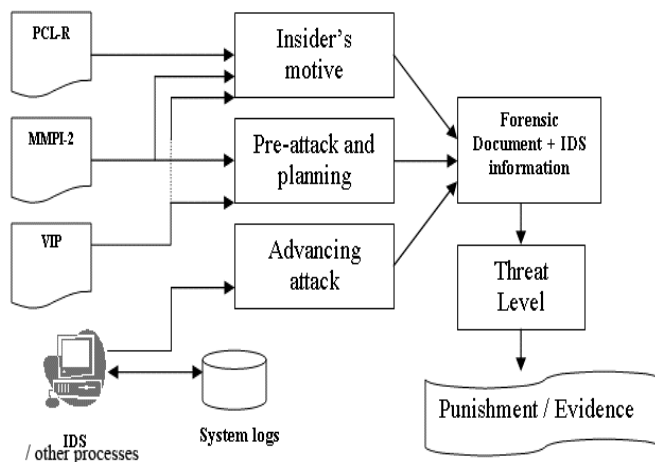 PCL-R
Insider's
motive
MMPI-2
Pre-attack and
planning
Forensic
Document + IDS
information
VIP
Advancing
attack
Threat
Level
IDS
/ other processes
System logs
Punishment / Evidence